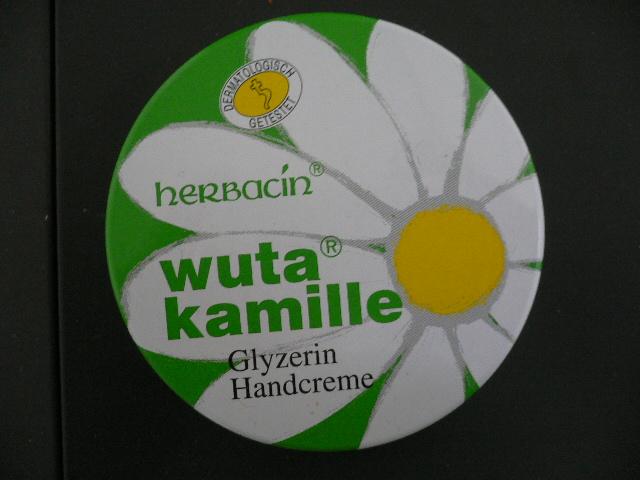 DERMATOLOGISCH
GETESTET
herbacin®
wuta®
kamille
Glyzerin
Handcreme